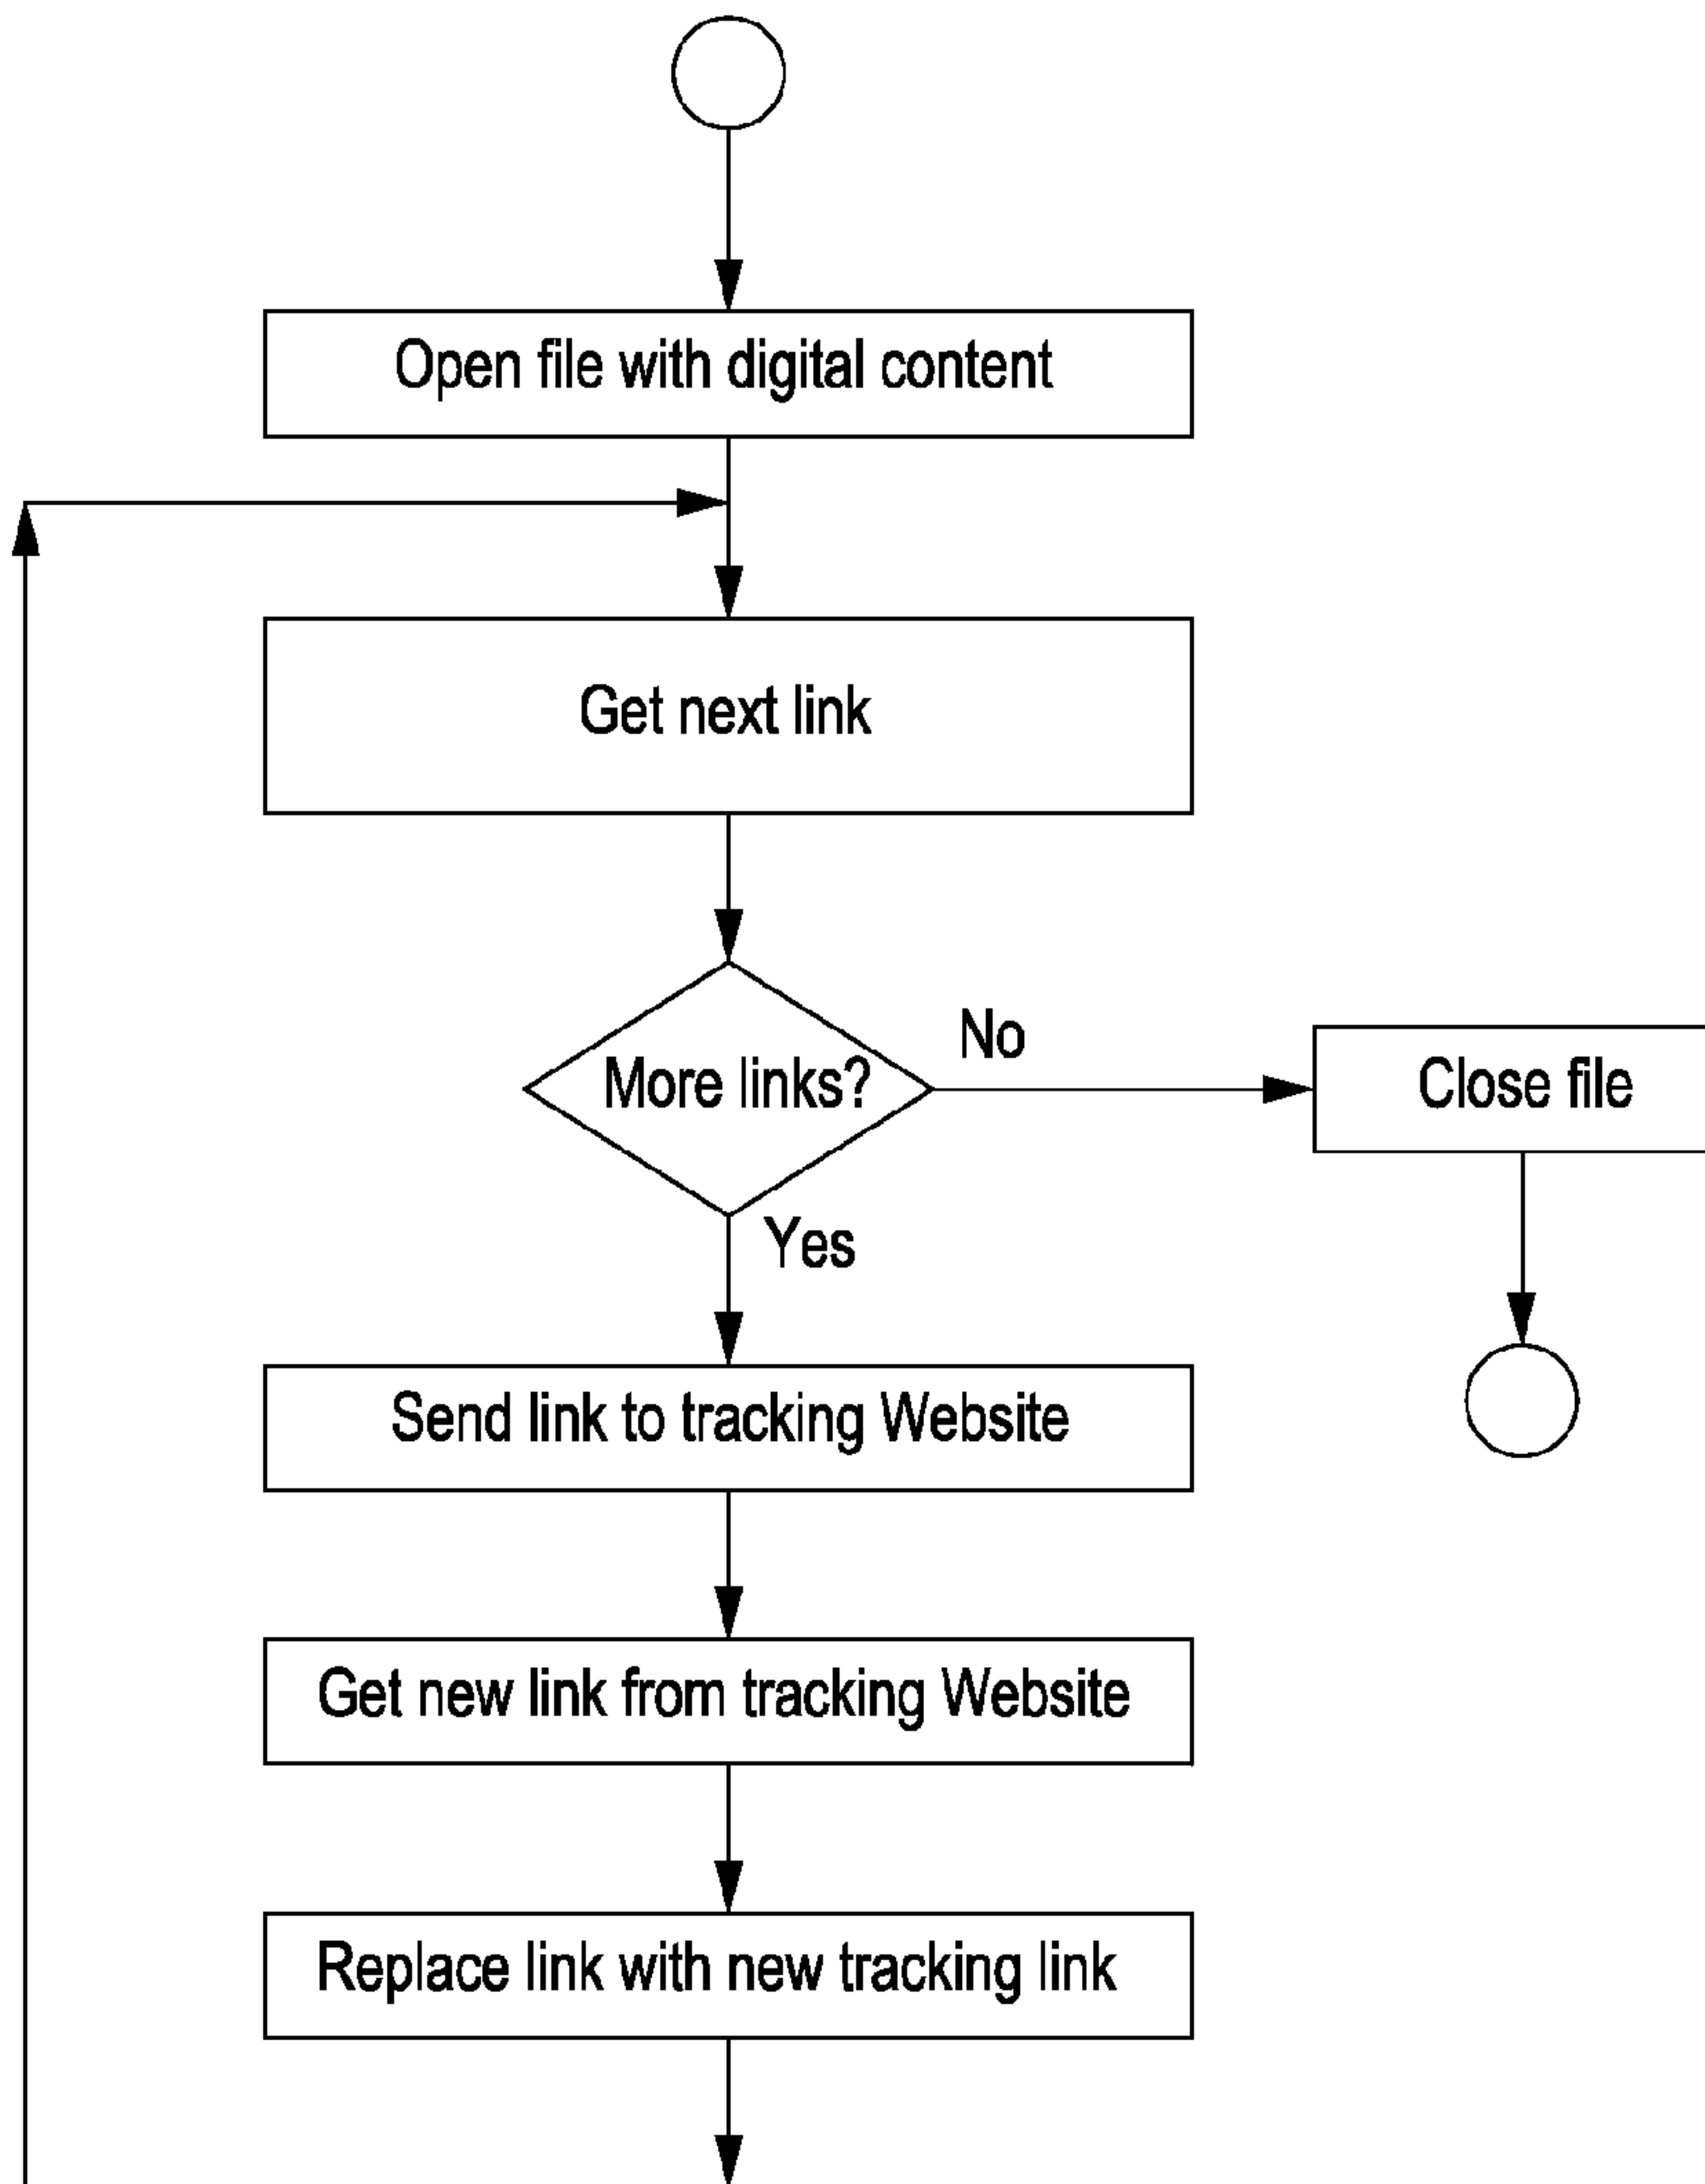 Open file with digital content
Get next link
More links?
No
Close file
Yes
Send link to tracking Website
Get new link from tracking Website
Replace link with new tracking link